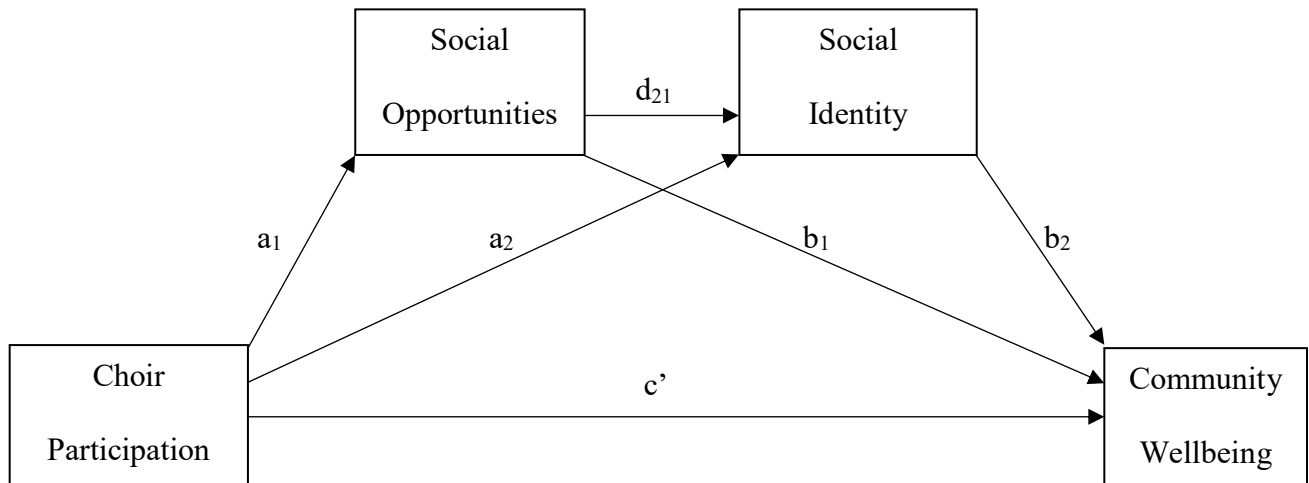 Social
Opportunities
d₂₁
Social
Identity
a₁
a₂
b₁
b₂
Choir
Participation
c’
Community
Wellbeing